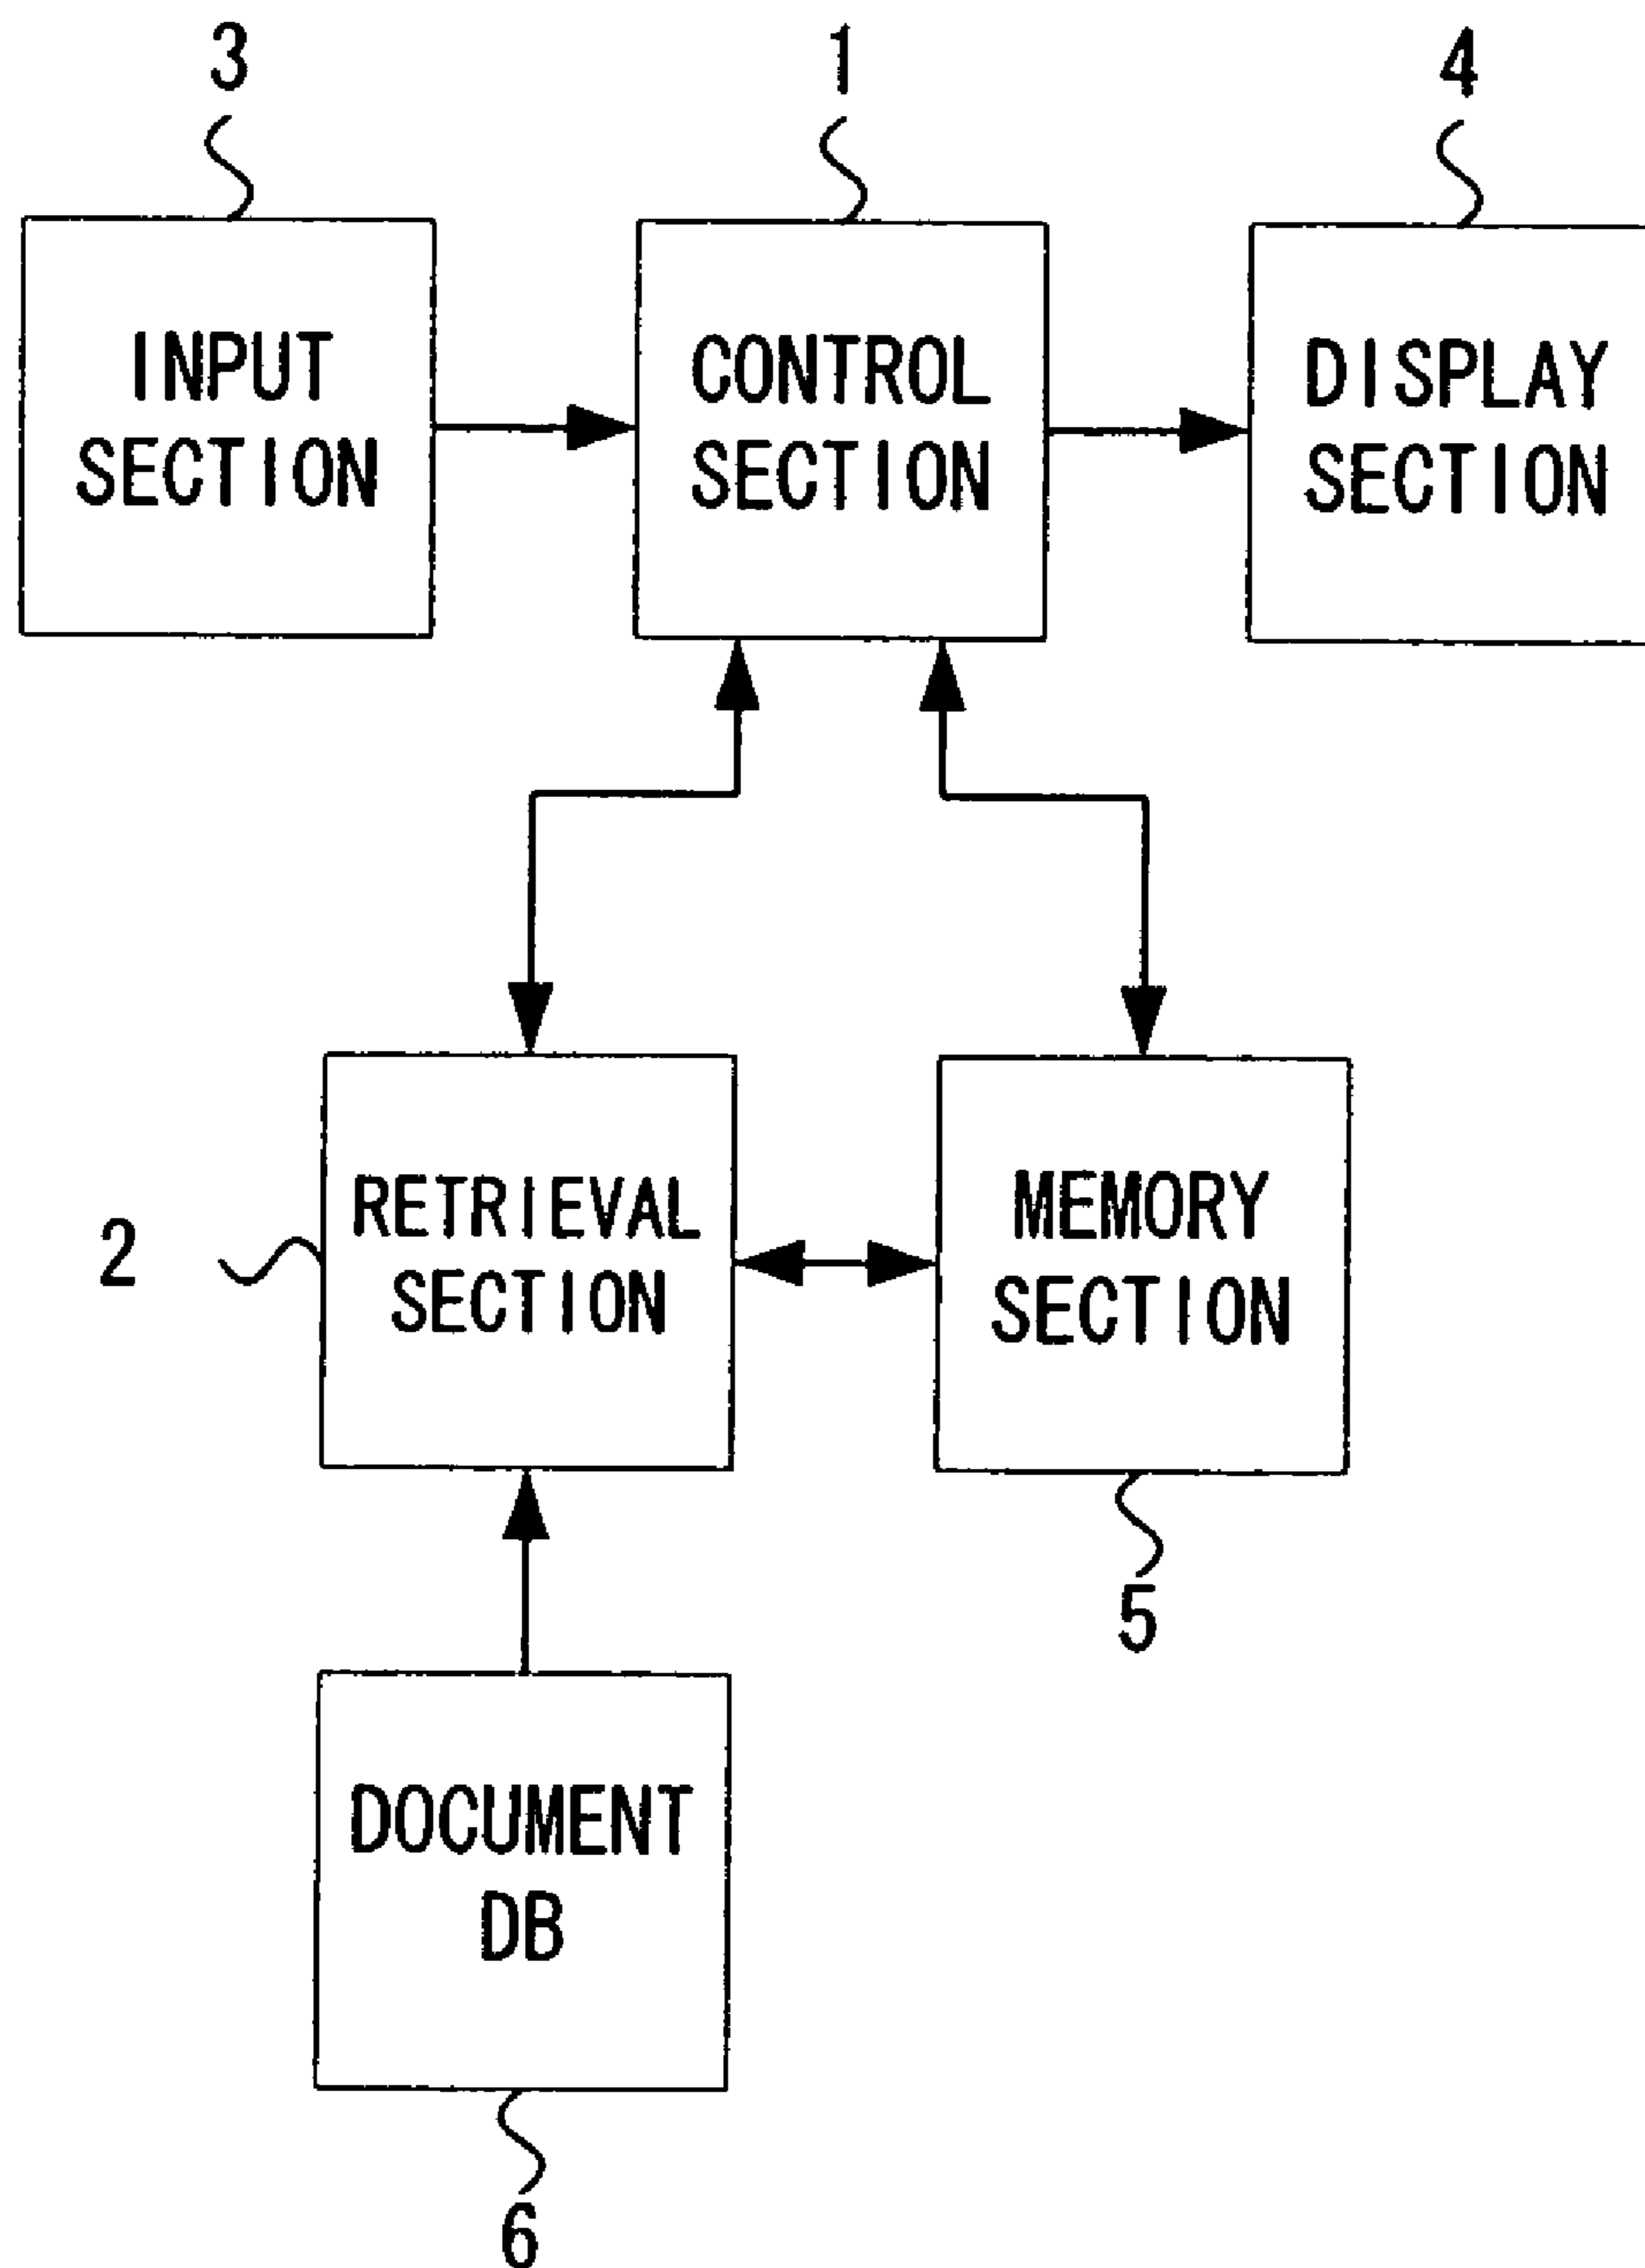 3
1
4
INPUT
SECTION
CONTROL
SECTION
DISPLAY
SECTION
2
RETRIEVAL
SECTION
MEMORY
SECTION
5
DOCUMENT
DB
6